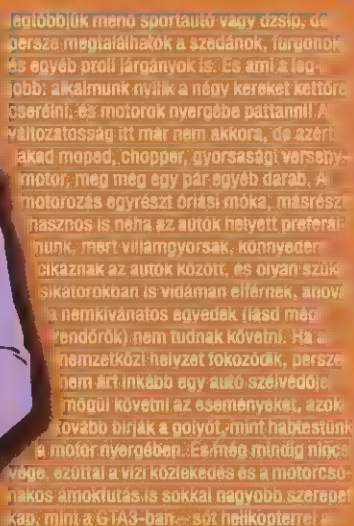 legtöbbjük menő sportautó vagy dzsip, de
persze megtalálhatók a szedánok, furgonok
és egyéb proli járgányok is. És ami a leg-
jobb: alkalmunk nyílik a négy kereket kettőre
cserélni, és motorok nyergébe pattanni! A
változatosság itt már nem akkora, de azért
akad moped, chopper, gyorsasági verseny-
motor, meg még egy pár egyéb darab. A
motorozás egyrészt óriási móka, másrészt
hasznos is néha az autók helyett preferál-
nunk, mert villámgyorsak, könnyedén
cikáznak az autók között, és olyan szűk
sikátorokban is vidáman elférnek, ahová
a nemkívánatos egyedek (lásd még
rendőrök) nem tudnak követni. Ha a
nemzetközi helyzet fokozódik, persze
nem árt inkább egy autó szélvédője
mögül követni az eseményeket, azok
tovább bírják a golyót, mint habtestünk
a motor nyergében. És még mindig nincs
vége, ezúttal a vízi közlekedés és a motorcsó-
nakos ámokfutás is sokkal nagyobb szerepet
kap, mint a GTA3-ban... sőt helikopterrel a